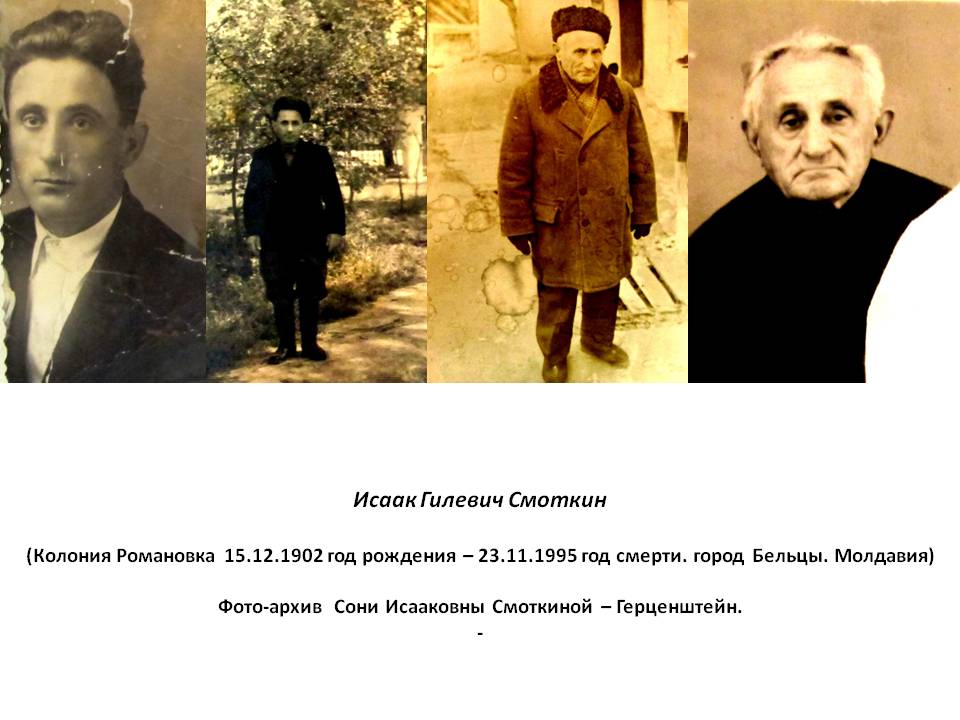 Исаак Гилевич Смоткин
(Колония Романовка 15.12.1902 год рождения – 23.11.1995 год смерти. город Бельцы. Молдавия)
Фото-архив Сони Исааковны Смоткиной – Герценштейн.
-